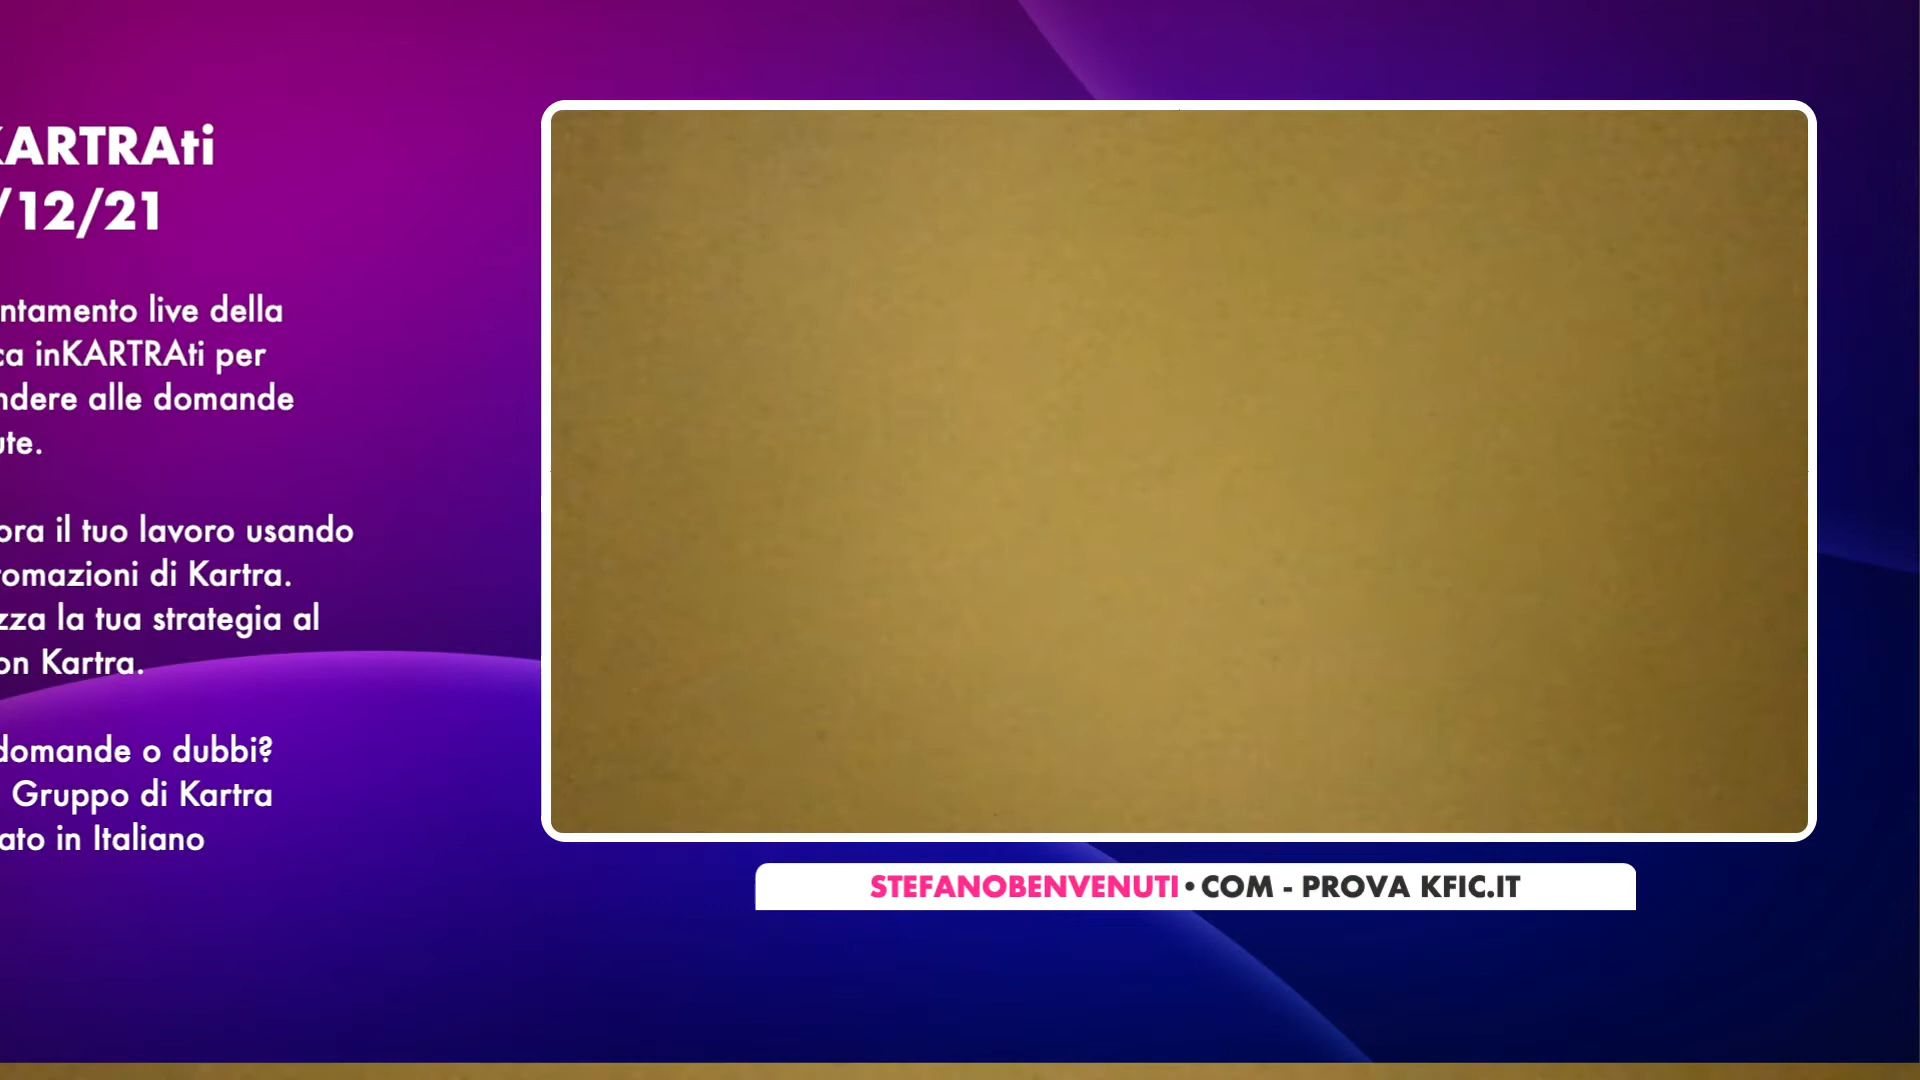 KARTRAti
/12/21
ntamento live della
ca inKARTRAti per
ndere alle domande
ute.
ora il tuo lavoro usando
tomazioni di Kartra.
zza la tua strategia al
on Kartra.
domande o dubbi?
Gruppo di Kartra
ato in Italiano
STEFANOBENVENUTI•COM - PROVA KFIC.IT